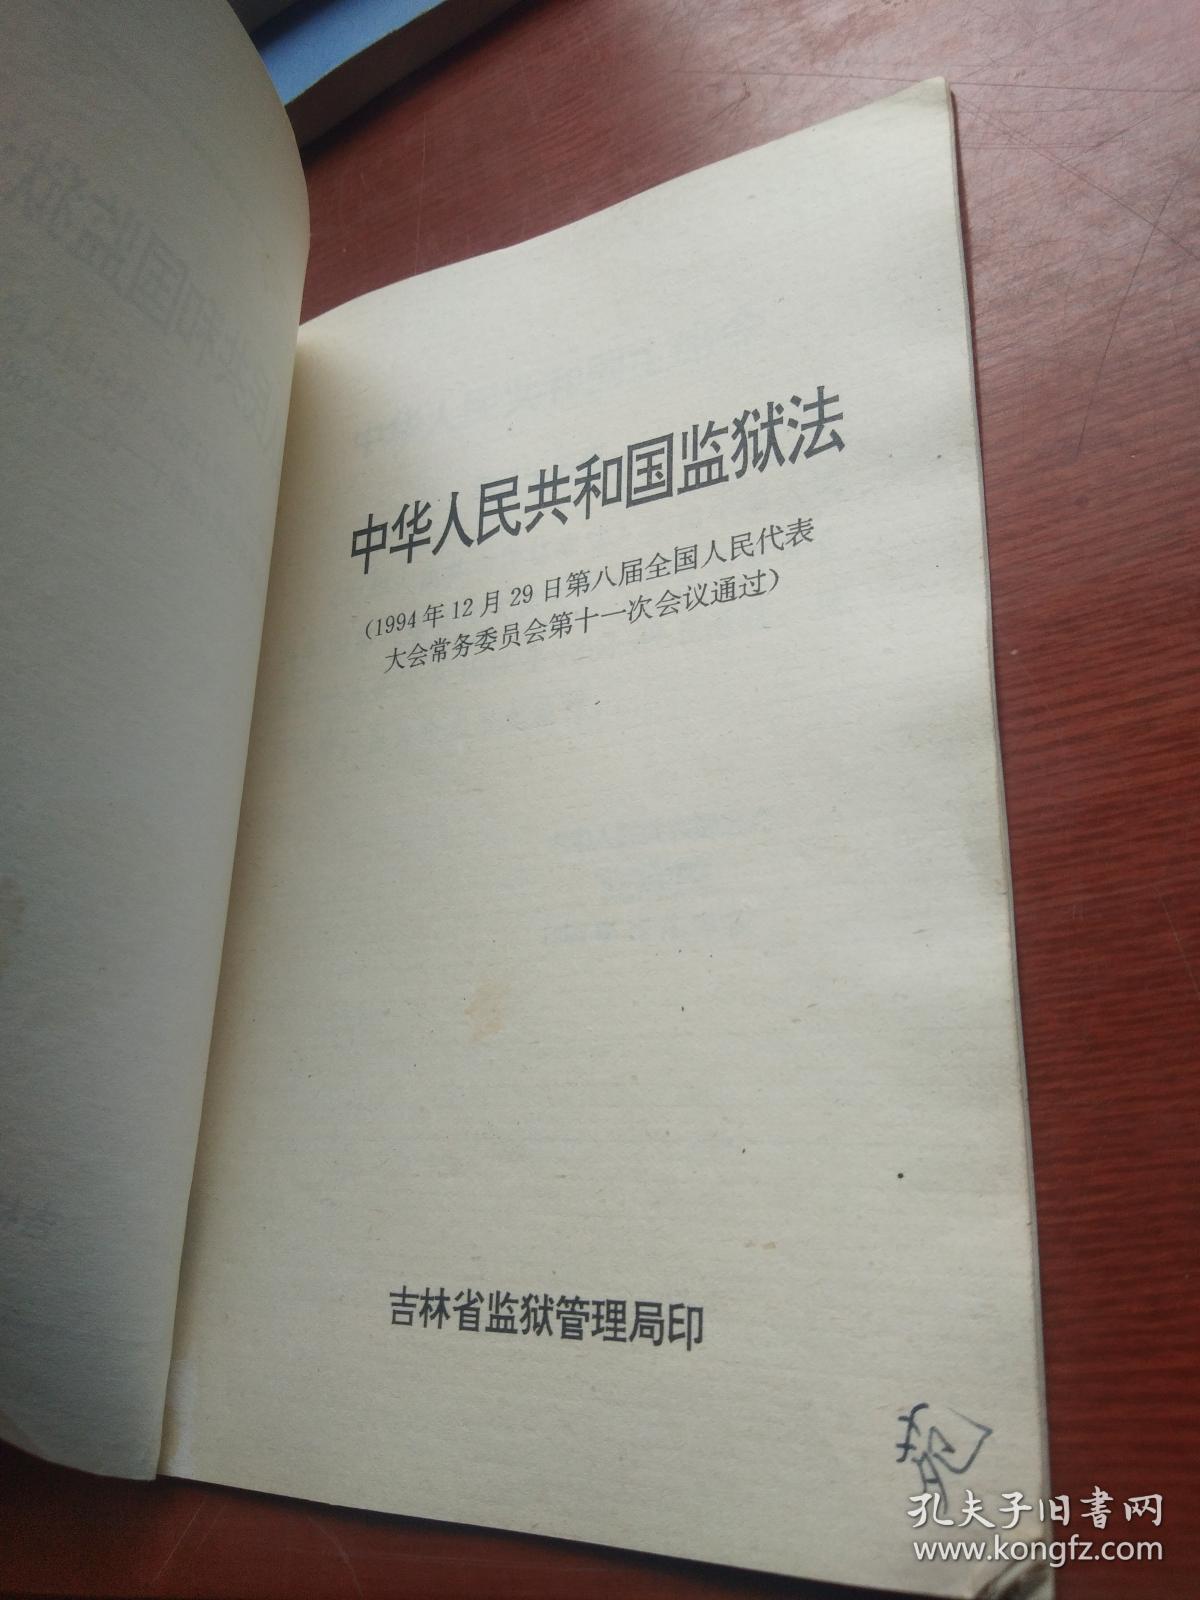 中华人民共和国监狱法
(1994年12月29日第八届全国人民代表
大会常务委员会第十一次会议通过)
吉林省监狱管理局印
孔夫子旧书网
www.kongfz.com